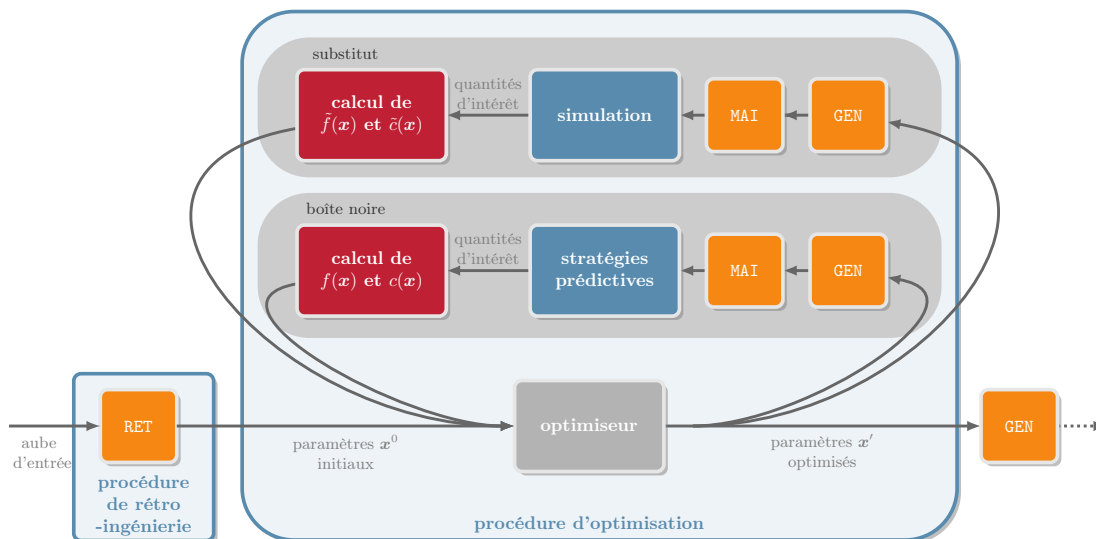 substitut
calcul de
f̃(x) et c̃(x)
quantités
d'intérêt
simulation
MAI
GEN
boîte noire
calcul de
f(x) et c(x)
quantités
d'intérêt
stratégies
prédictives
MAI
GEN
aube
d'entrée
RET
procédure
de rétro
-ingénierie
paramètres x⁰
initiaux
optimiseur
paramètres x′
optimisés
GEN
procédure d'optimisation